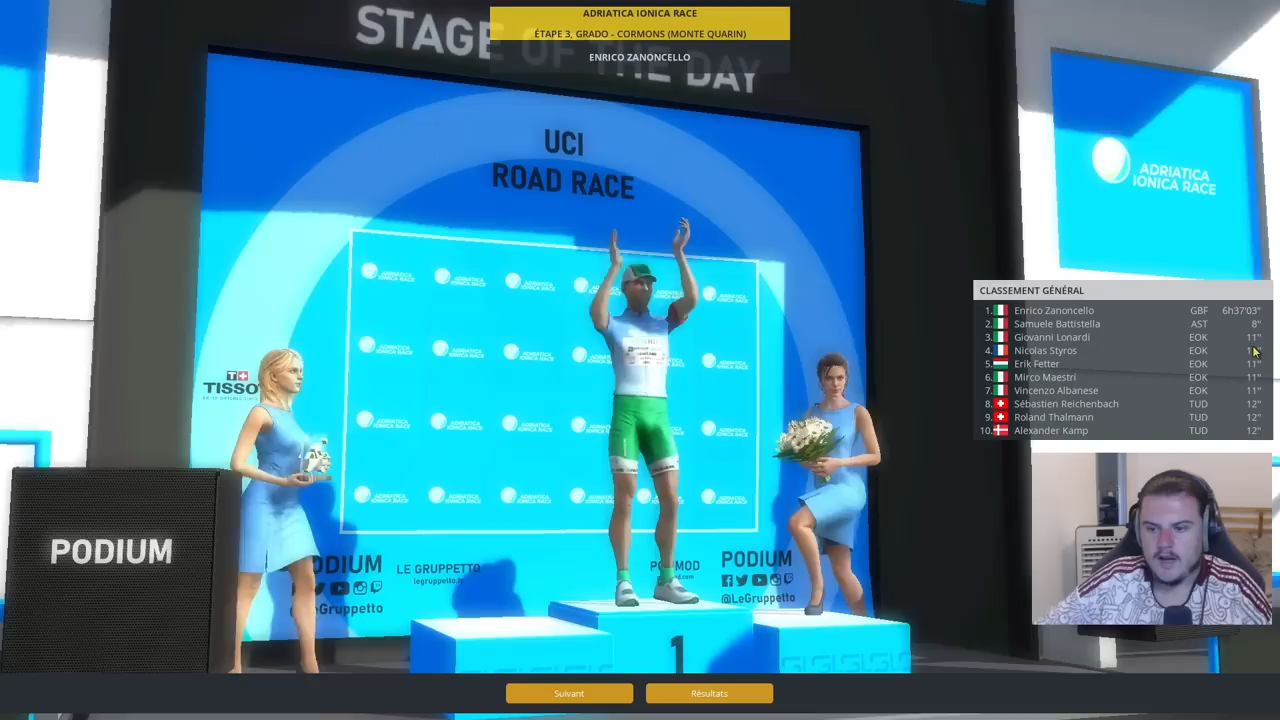 ADRIATICA IONICA RACE
ÉTAPE 3, GRADO - CORMONS (MONTE QUARIN)
ENRICO ZANONCELLO
STAGE OF THE DAY
UCI
ROAD RACE
ADRIATICA
IONICA RACE
CLASSEMENT GÉNÉRAL
1. Enrico Zanoncello GBF 6h37'03"
2. Samuele Battistella AST 8"
3. Giovanni Lonardi EOK 11"
4. Nicolas Styros EOK
5. Erik Fetter EOK 11"
6. Mirco Maestri EOK 11"
7. Vincenzo Albanese EOK 11"
8. Sébastien Reichenbach TUD 12"
9. Roland Thalmann TUD 12"
10. Alexander Kamp TUD 12"
TISSO
PODIUM
PODIUM
LE GRUPPETTO
PODIUM
@LeGruppetto
@LeGruppetto
1
Suivant
Résultats